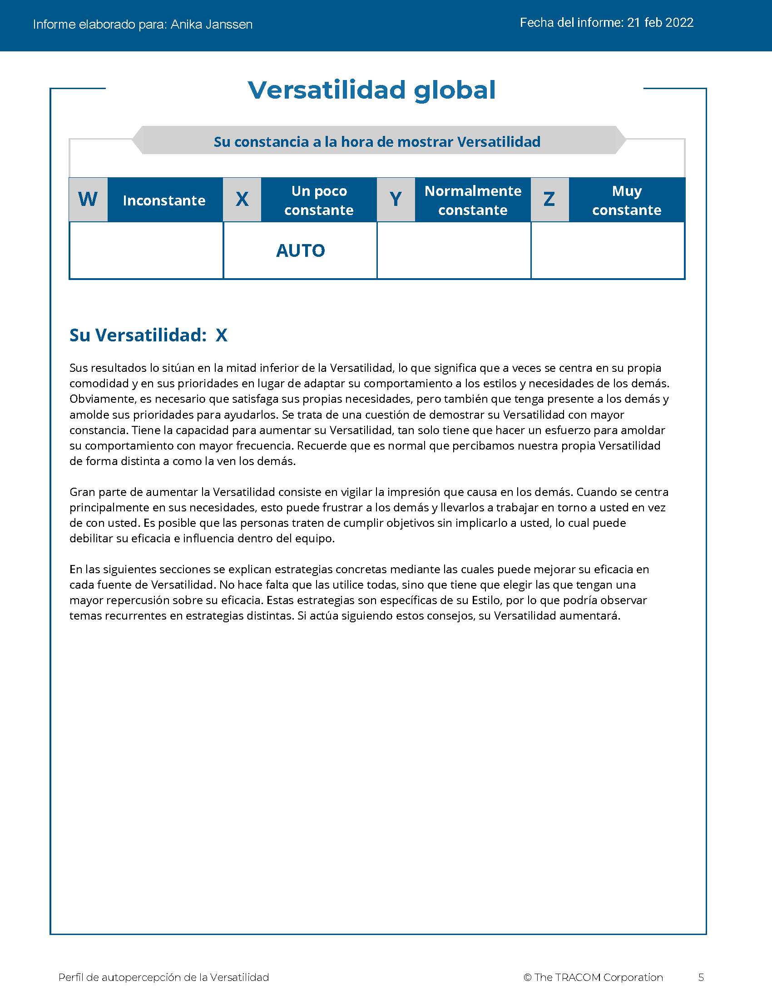 Informe elaborado para: Anika Janssen
Fecha del informe: 21 feb 2022
Versatilidad global
Su constancia a la hora de mostrar Versatilidad
W
Inconstante
X
Un poco
constante
Y
Normalmente
constante
Z
Muy
constante
AUTO
Su Versatilidad: X
Sus resultados lo sitúan en la mitad inferior de la Versatilidad, lo que significa que a veces se centra en su propia
comodidad y en sus prioridades en lugar de adaptar su comportamiento a los estilos y necesidades de los demás.
Obviamente, es necesario que satisfaga sus propias necesidades, pero también que tenga presente a los demás y
amolde sus prioridades para ayudarlos. Se trata de una cuestión de demostrar su Versatilidad con mayor
constancia. Tiene la capacidad para aumentar su Versatilidad, tan solo tiene que hacer un esfuerzo para amoldar
su comportamiento con mayor frecuencia. Recuerde que es normal que percibamos nuestra propia Versatilidad
de forma distinta a como la ven los demás.
Gran parte de aumentar la Versatilidad consiste en vigilar la impresión que causa en los demás. Cuando se centra
principalmente en sus necesidades, esto puede frustrar a los demás y llevarlos a trabajar en torno a usted en vez
de con usted. Es posible que las personas traten de cumplir objetivos sin implicarlo a usted, lo cual puede
debilitar su eficacia e influencia dentro del equipo.
En las siguientes secciones se explican estrategias concretas mediante las cuales puede mejorar su eficacia en
cada fuente de Versatilidad. No hace falta que las utilice todas, sino que tiene que elegir las que tengan una
mayor repercusión sobre su eficacia. Estas estrategias son específicas de su Estilo, por lo que podría observar
temas recurrentes en estrategias distintas. Si actúa siguiendo estos consejos, su Versatilidad aumentará.
Perfil de autopercepción de la Versatilidad
© The TRACOM Corporation
5